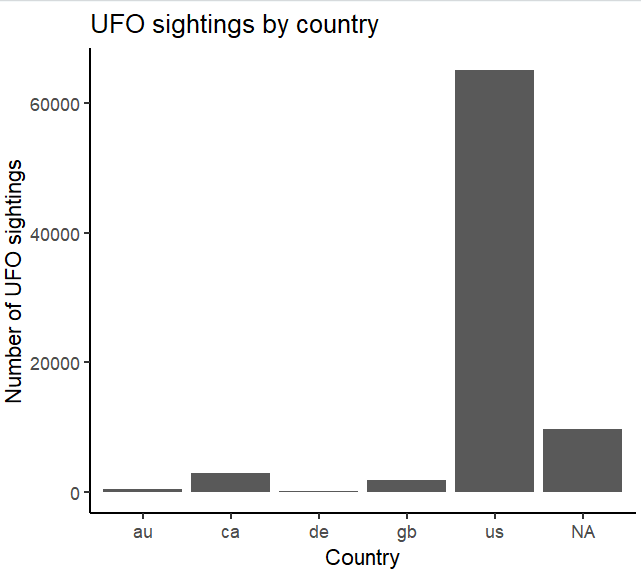 UFO sightings by country
Number of UFO sightings
60000
40000
20000
0
au ca de gb us NA
Country